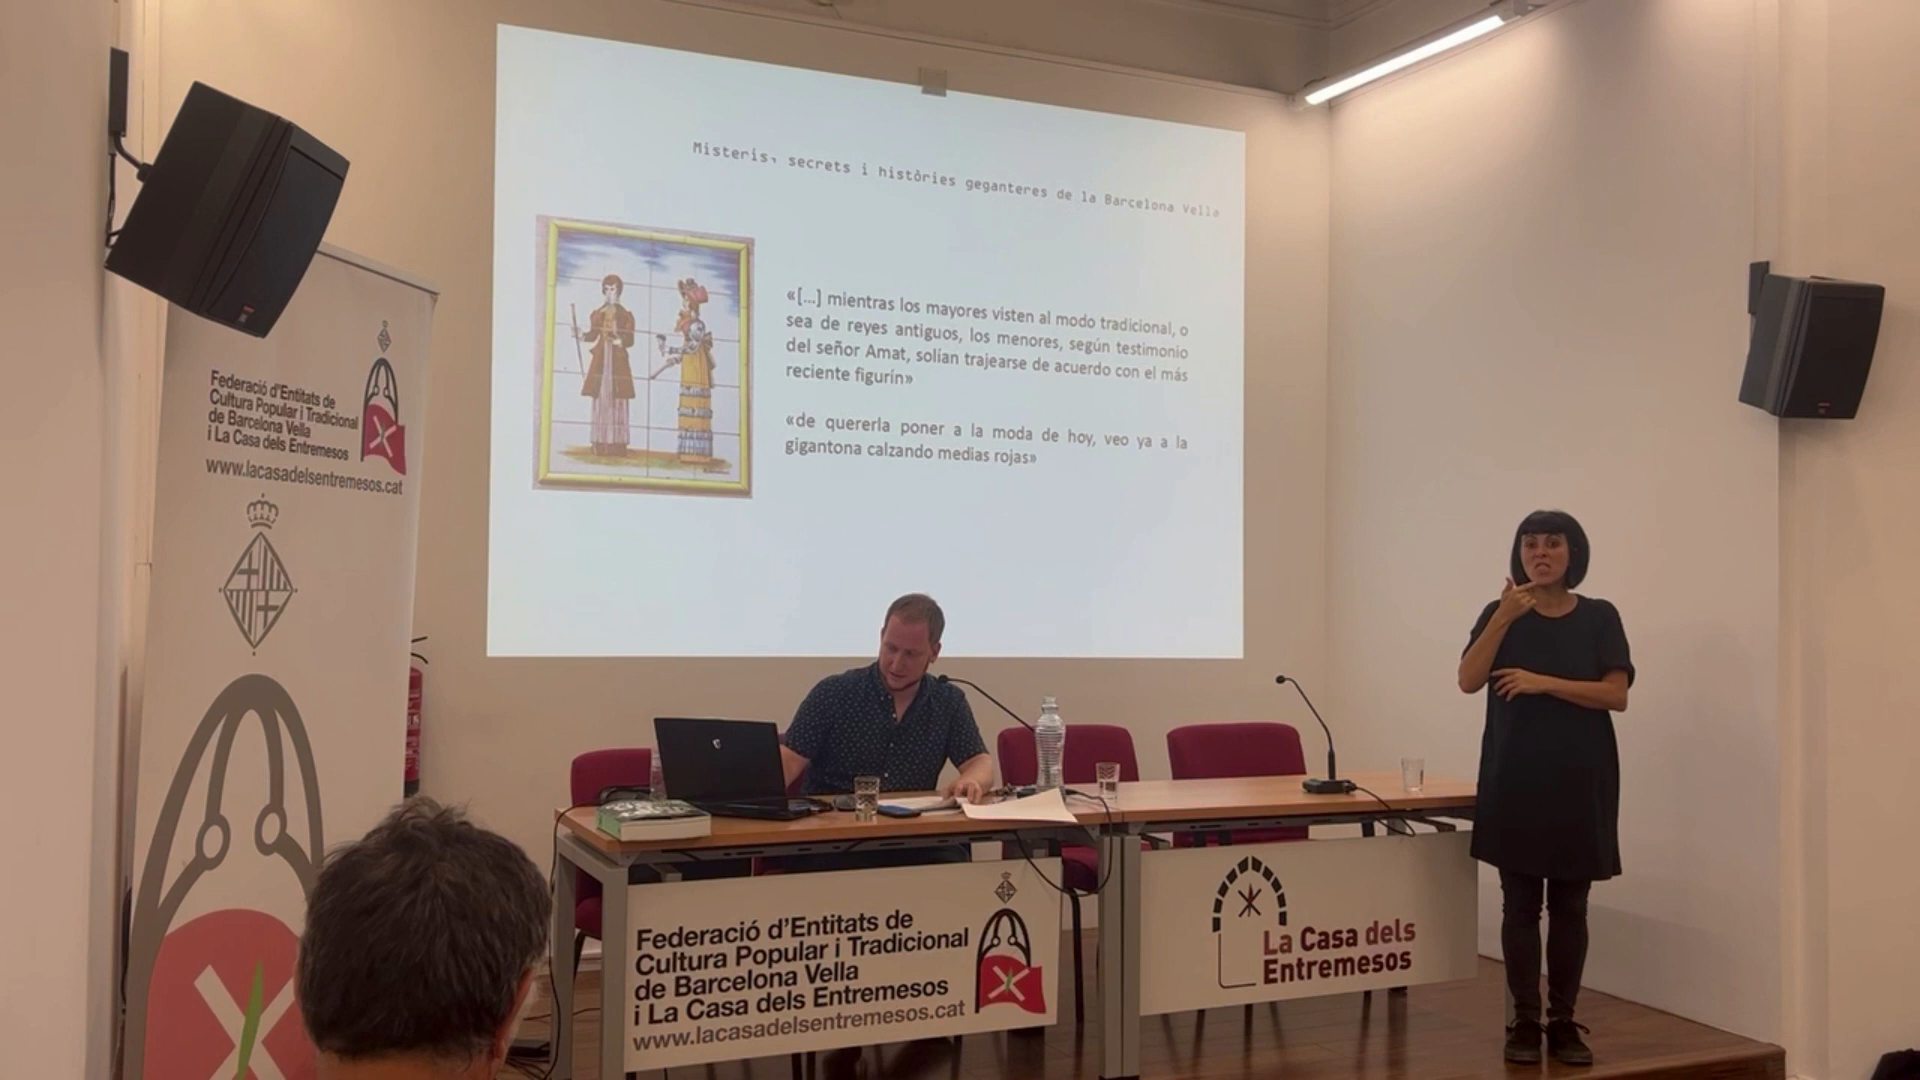 Misteris, secrets i històries geganteres de la Barcelona Vella
«[...] mientras los mayores visten al modo tradicional, o
sea de reyes antiguos, los menores, según testimonio
del señor Amat, solían trajearse de acuerdo con el más
reciente figurín»
«de quererla poner a la moda de hoy, veo ya a la
gigantona calzando medias rojas»
Federació d'Entitats de
Cultura Popular i Tradicional
de Barcelona Vella
i La Casa dels Entremesos
www.lacasadelsentremesos.cat
Federació d'Entitats de
Cultura Popular i Tradicional
de Barcelona Vella
i La Casa dels Entremesos
www.lacasadelsentremesos.cat
La Casa dels
Entremesos